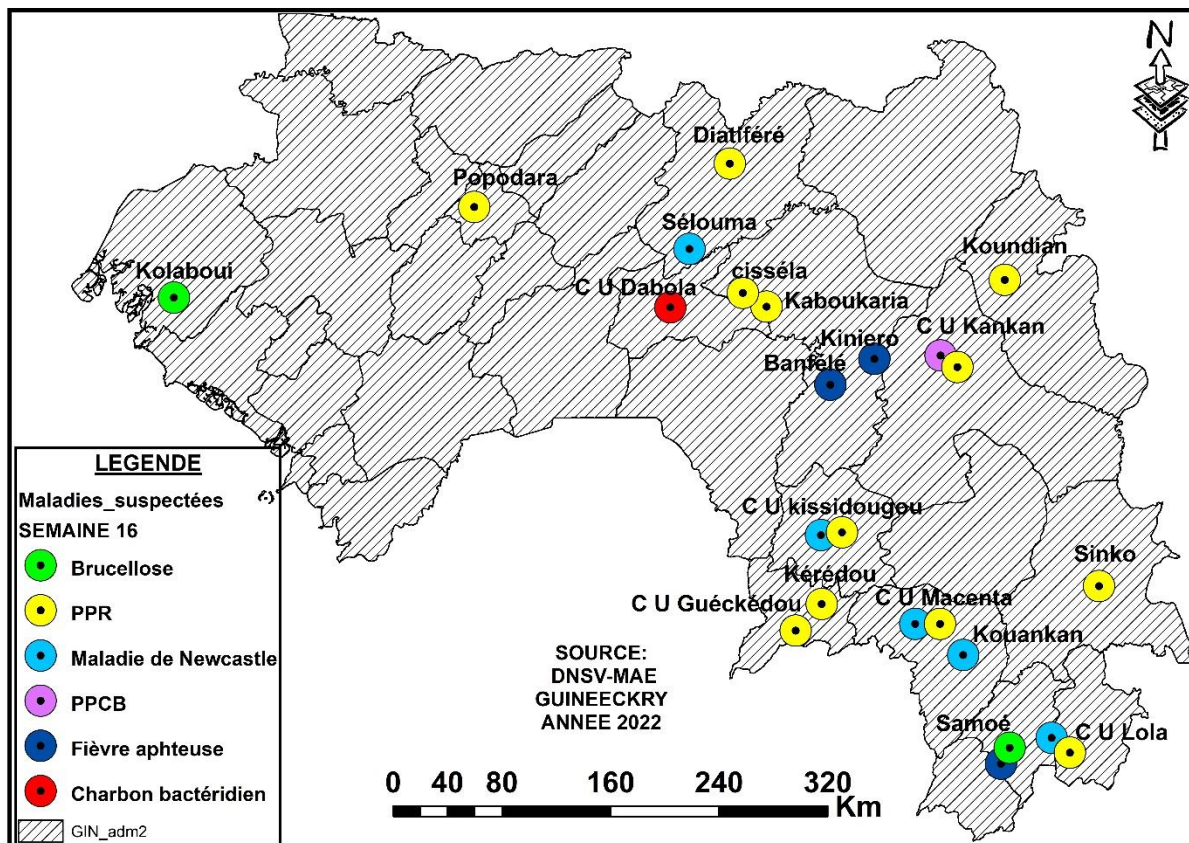 N
Diatiféré
Popodara
Sélouma
Koundian
Kolaboui
cisséla
C U Dabola
Kaboukaria
C U Kankan
Kiniero
Banfèlé
C U kissidougou
Sinko
Kérédou
C U Guéckédou
C U Macenta
Kouankan
Samoé
C U Lola
LEGENDE
Maladies_suspectées
SEMAINE 16
Brucellose
PPR
Maladie de Newcastle
PPCB
Fièvre aphteuse
Charbon bactéridien
GIN_adm2
SOURCE:
DNSV-MAE
GUINEECKRY
ANNEE 2022
0 40 80 160 240 320
Km